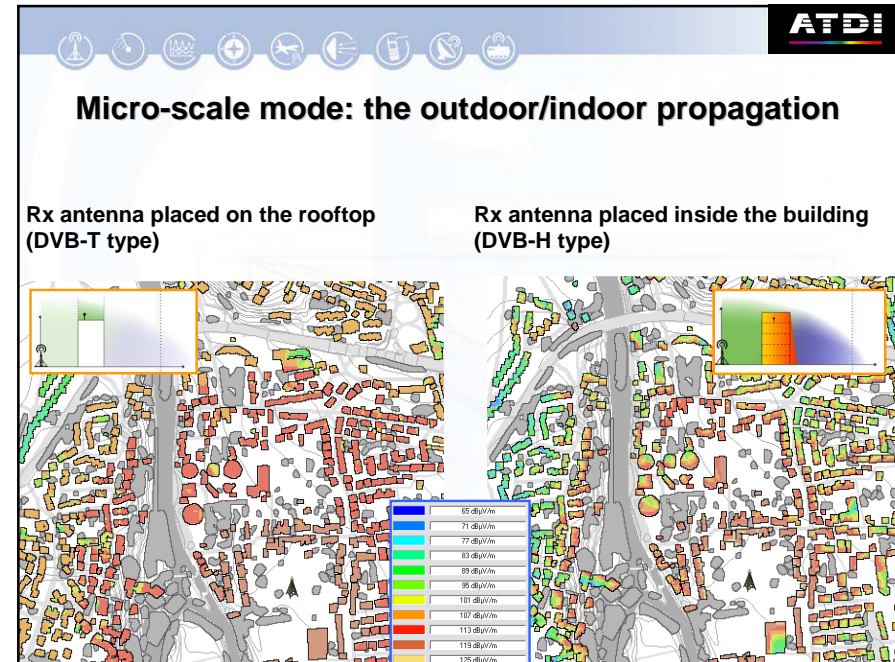 ATDI
Micro-scale mode: the outdoor/indoor propagation
Rx antenna placed on the rooftop
(DVB-T type)
Rx antenna placed inside the building
(DVB-H type)
65 dBµV/m
71 dBµV/m
77 dBµV/m
83 dBµV/m
89 dBµV/m
95 dBµV/m
101 dBµV/m
107 dBµV/m
113 dBµV/m
119 dBµV/m
125 dBµV/m